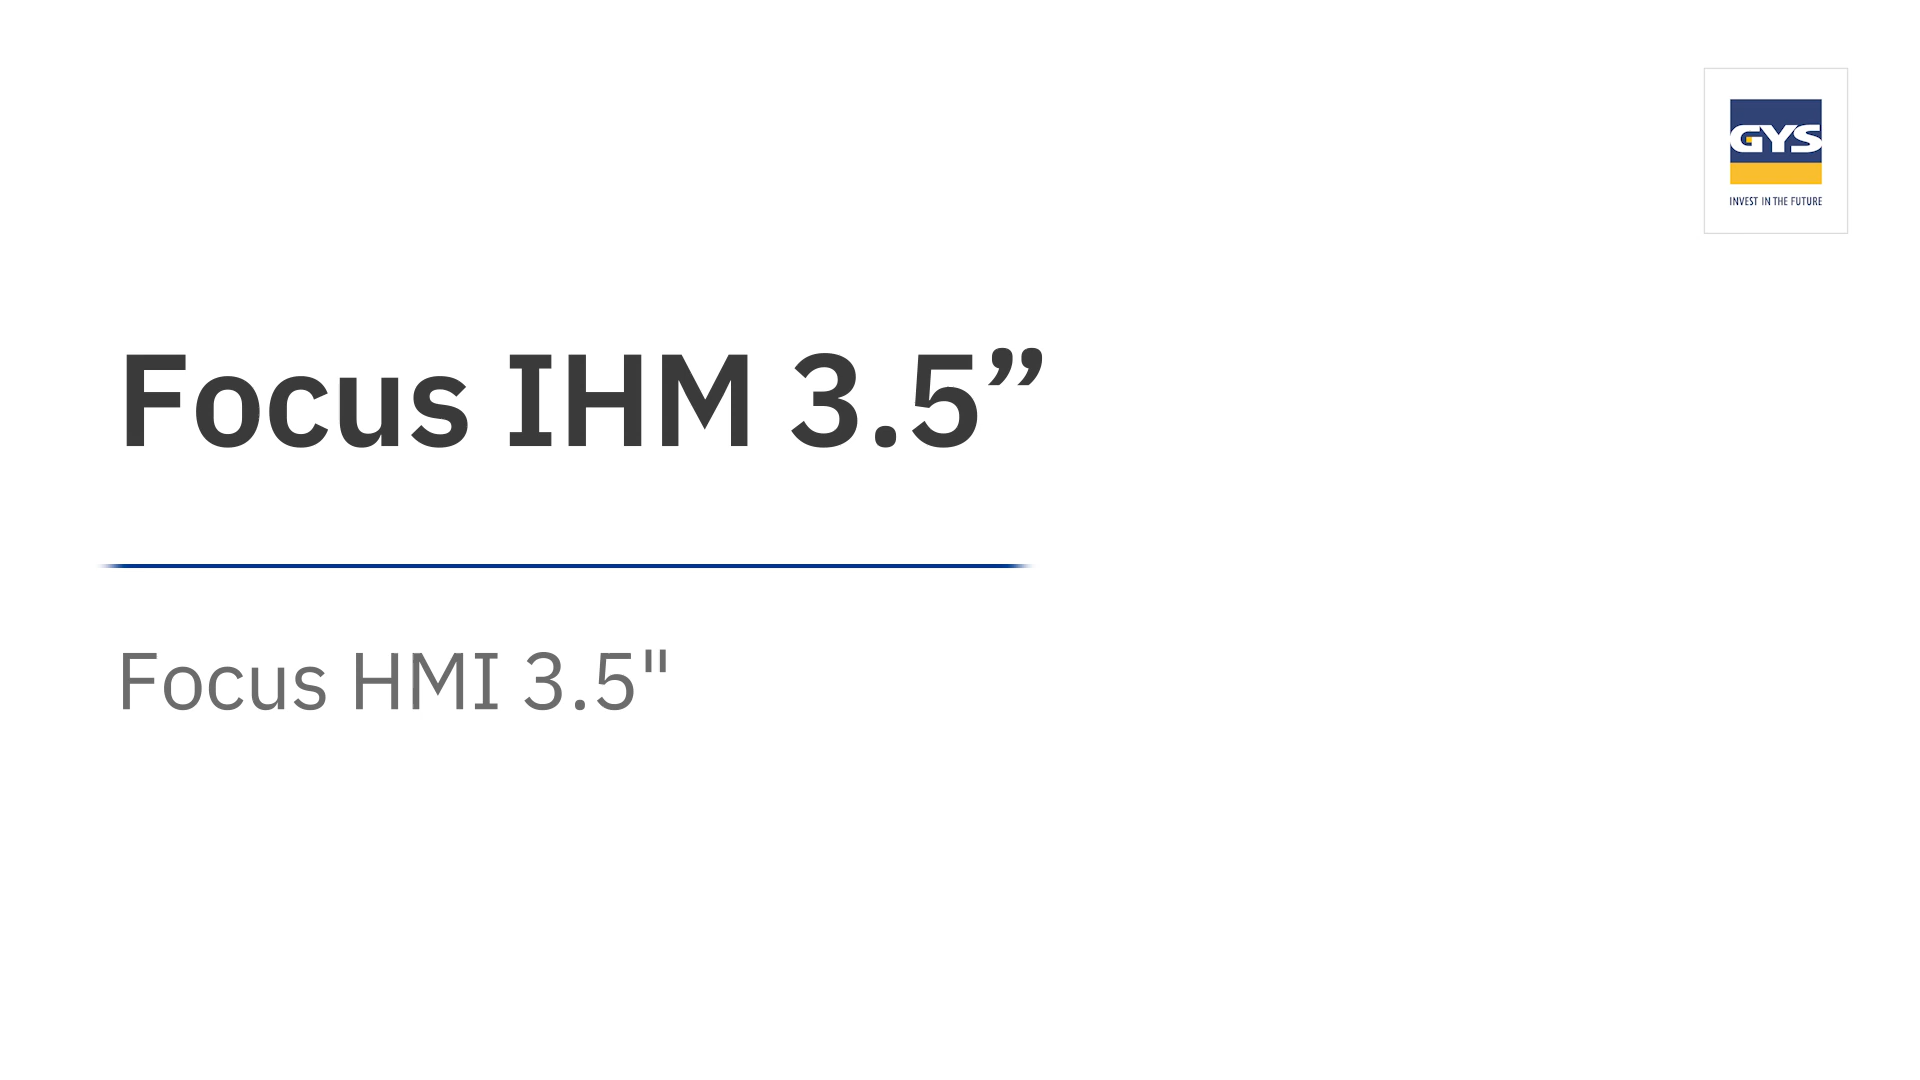 GYS
INVEST IN THE FUTURE
Focus IHM 3.5”
Focus HMI 3.5"